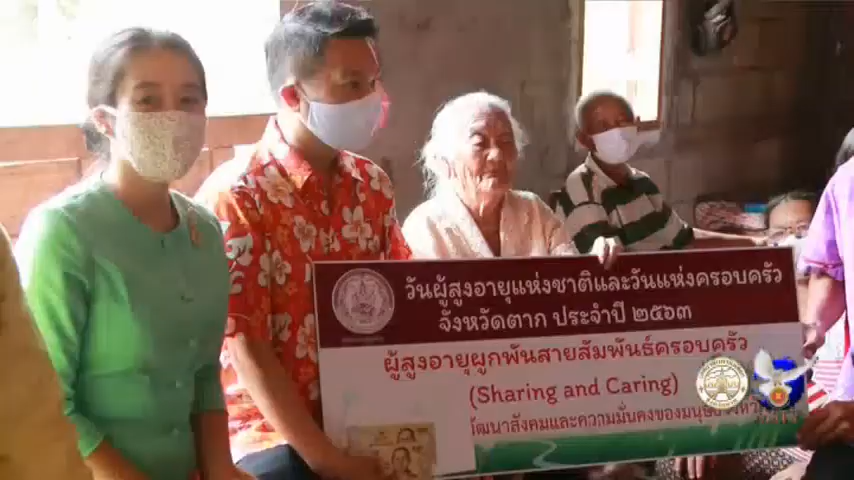 วันผู้สูงอายุแห่งชาติและวันแห่งครอบครัว
จังหวัดตาก ประจำปี ๒๕๖๓
ผู้สูงอายุผูกพันสายสัมพันธ์ครอบครัว
(Sharing and Caring)
พัฒนาสังคมและความมั่นคงของมนุษย์